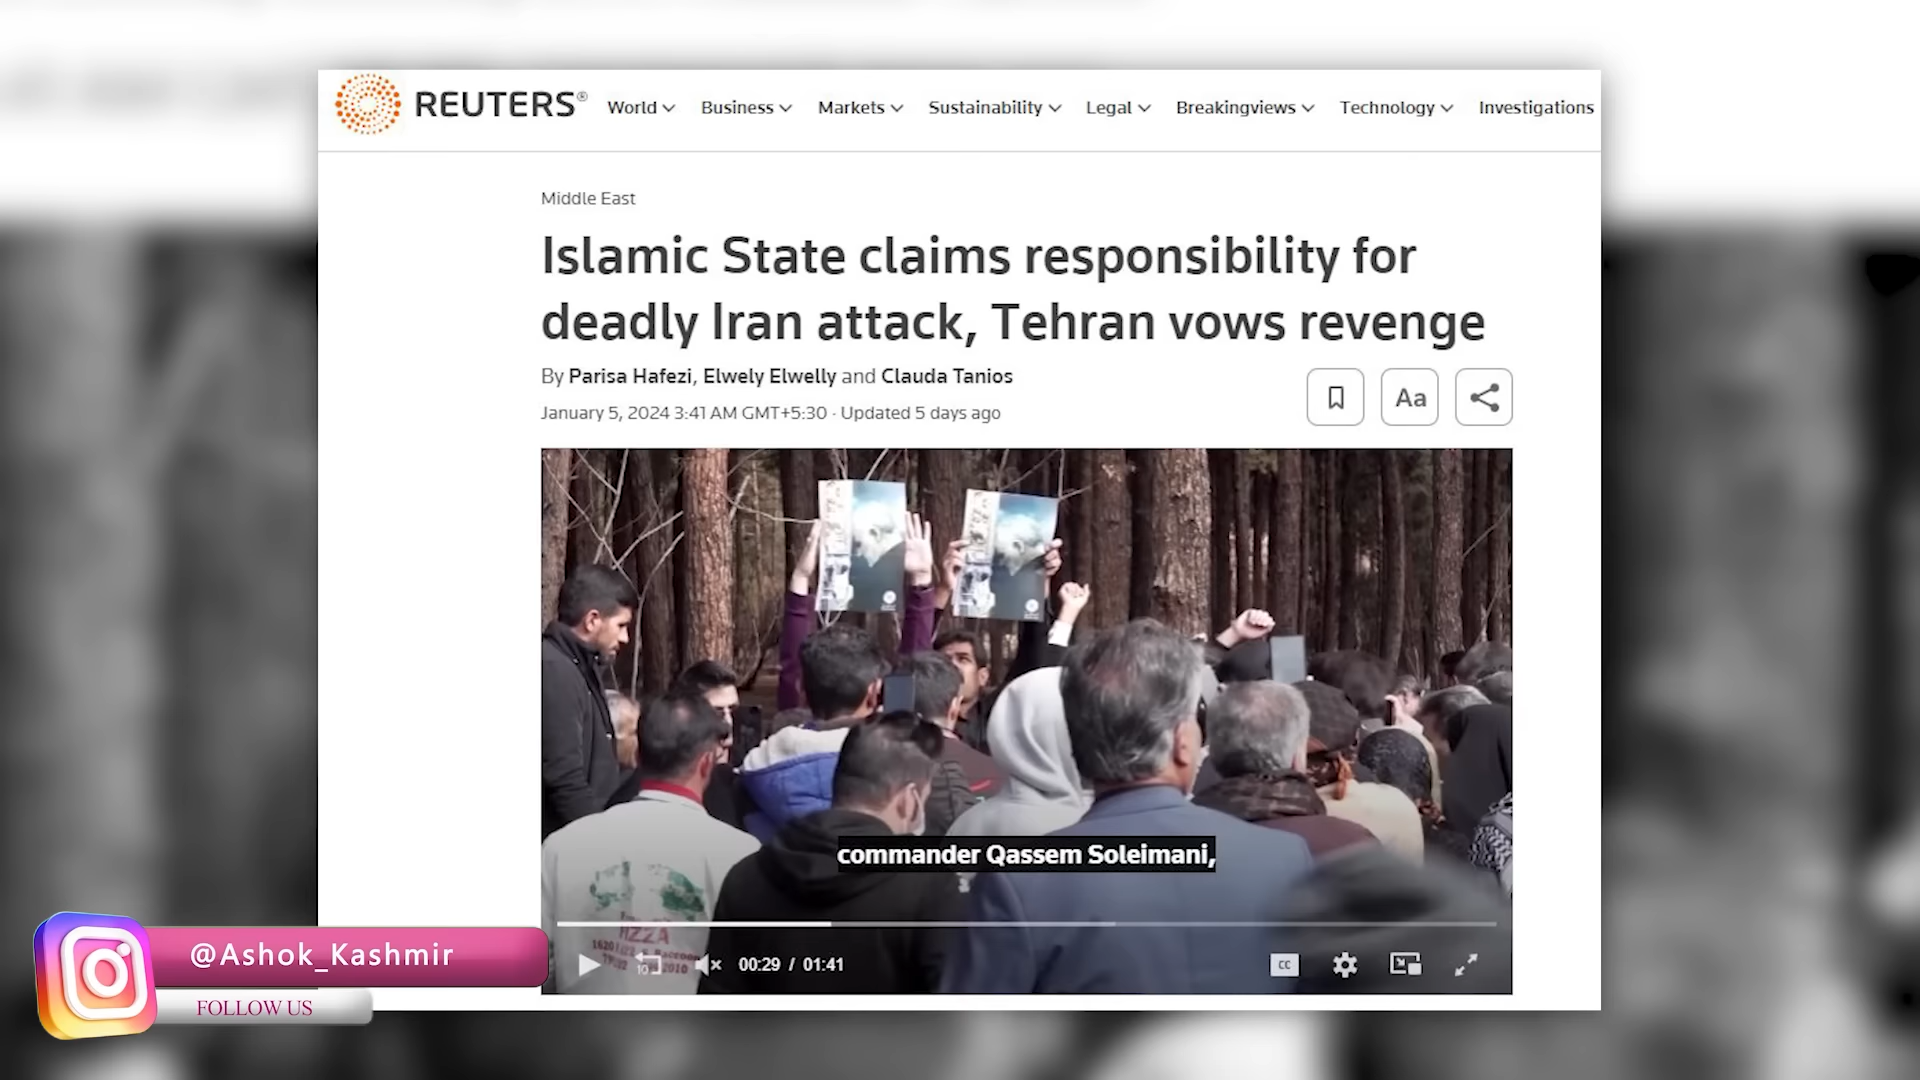 REUTERS®
World
Business
Markets
Sustainability
Legal
Breakingviews
Technology
Investigations
Middle East
Islamic State claims responsibility for
deadly Iran attack, Tehran vows revenge
By Parisa Hafezi, Elwely Elwelly and Clauda Tanios
January 5, 2024 3:41 AM GMT+5:30 · Updated 5 days ago
Aa
commander Qassem Soleimani,
10
00:29 / 01:41
CC
@Ashok_Kashmir
FOLLOW US